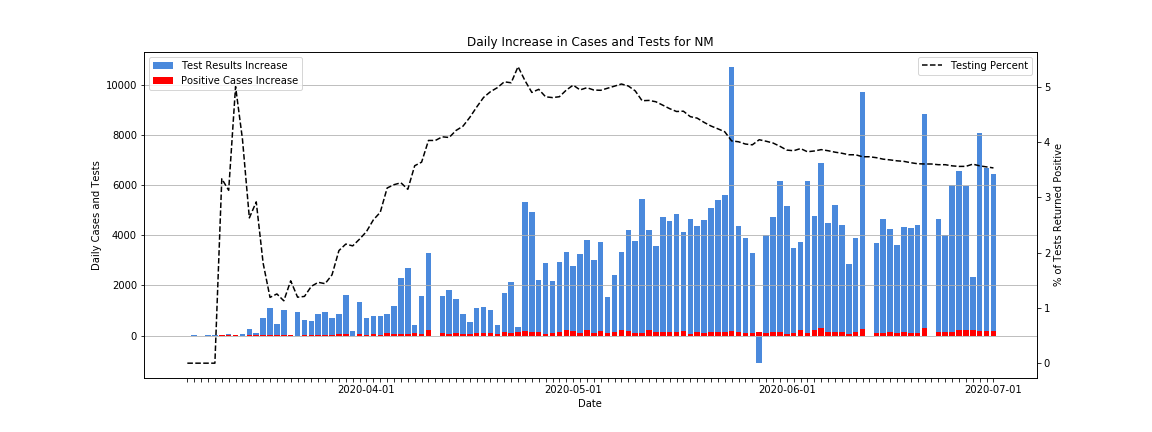 Daily Increase in Cases and Tests for NM
Test Results Increase
Positive Cases Increase
Testing Percent
10000
8000
6000
4000
2000
0
Daily Cases and Tests
5
4
3
2
1
0
% of Tests Returned Positive
2020-04-01
2020-05-01
2020-06-01
2020-07-01
Date